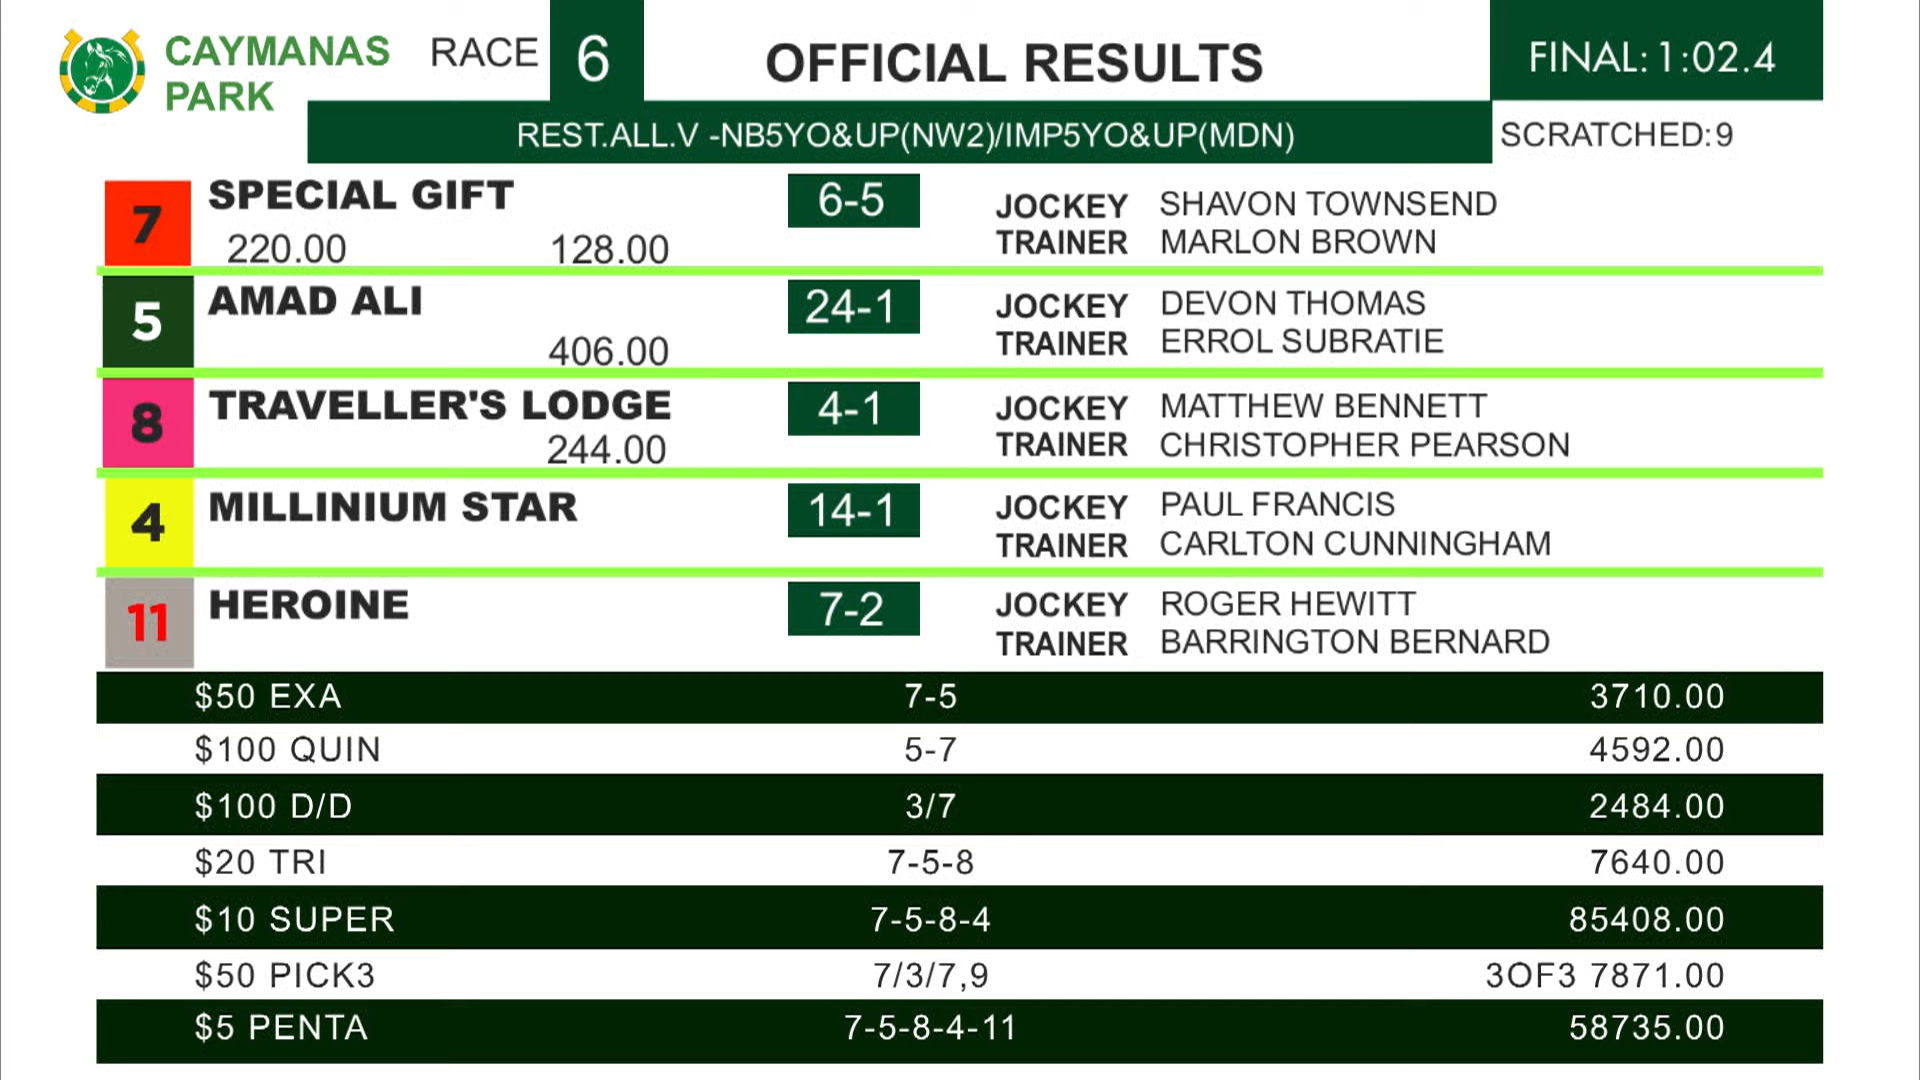 CAYMANAS PARK
RACE 6
OFFICIAL RESULTS
FINAL: 1:02.4
REST.ALL.V -NB5YO&UP(NW2)/IMP5YO&UP(MDN)
SCRATCHED: 9
7 SPECIAL GIFT 6-5 JOCKEY SHAVON TOWNSEND
220.00 128.00 TRAINER MARLON BROWN
5 AMAD ALI 24-1 JOCKEY DEVON THOMAS
406.00 TRAINER ERROL SUBRATIE
8 TRAVELLER'S LODGE 4-1 JOCKEY MATTHEW BENNETT
244.00 TRAINER CHRISTOPHER PEARSON
4 MILLINIUM STAR 14-1 JOCKEY PAUL FRANCIS
TRAINER CARLTON CUNNINGHAM
11 HEROINE 7-2 JOCKEY ROGER HEWITT
TRAINER BARRINGTON BERNARD
$50 EXA 7-5 3710.00
$100 QUIN 5-7 4592.00
$100 D/D 3/7 2484.00
$20 TRI 7-5-8 7640.00
$10 SUPER 7-5-8-4 85408.00
$50 PICK3 7/3/7,9 3OF3 7871.00
$5 PENTA 7-5-8-4-11 58735.00